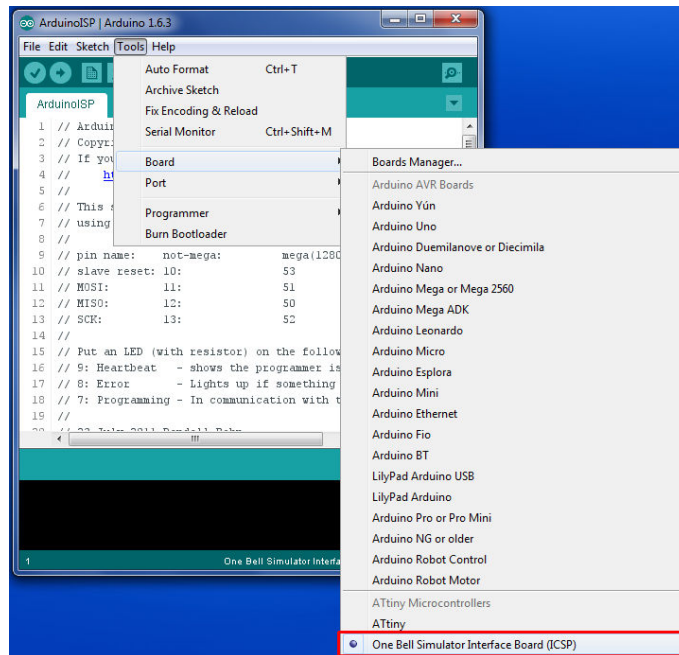 ArduinoISP | Arduino 1.6.3
File Edit Sketch Tools Help
ArduinoISP
Auto Format Ctrl+T
Archive Sketch
Fix Encoding & Reload
Serial Monitor Ctrl+Shift+M
Board
Port
Programmer
Burn Bootloader
1 // Arduin
2 // Copyri
3 // If you
4 // ht
5 //
6 // This s
7 // using
8 //
9 // pin name: not-mega: mega(1280
10 // slave reset: 10: 53
11 // MOSI: 11: 51
12 // MISO: 12: 50
13 // SCK: 13: 52
14 //
15 // Put an LED (with resistor) on the follow
16 // 9: Heartbeat - shows the programmer is
17 // 8: Error - Lights up if something
18 // 7: Programming - In communication with t
19 //
1 One Bell Simulator Interfa
Boards Manager...
Arduino AVR Boards
Arduino Yún
Arduino Uno
Arduino Duemilanove or Diecimila
Arduino Nano
Arduino Mega or Mega 2560
Arduino Mega ADK
Arduino Leonardo
Arduino Micro
Arduino Esplora
Arduino Mini
Arduino Ethernet
Arduino Fio
Arduino BT
LilyPad Arduino USB
LilyPad Arduino
Arduino Pro or Pro Mini
Arduino NG or older
Arduino Robot Control
Arduino Robot Motor
ATtiny Microcontrollers
ATtiny
One Bell Simulator Interface Board (ICSP)